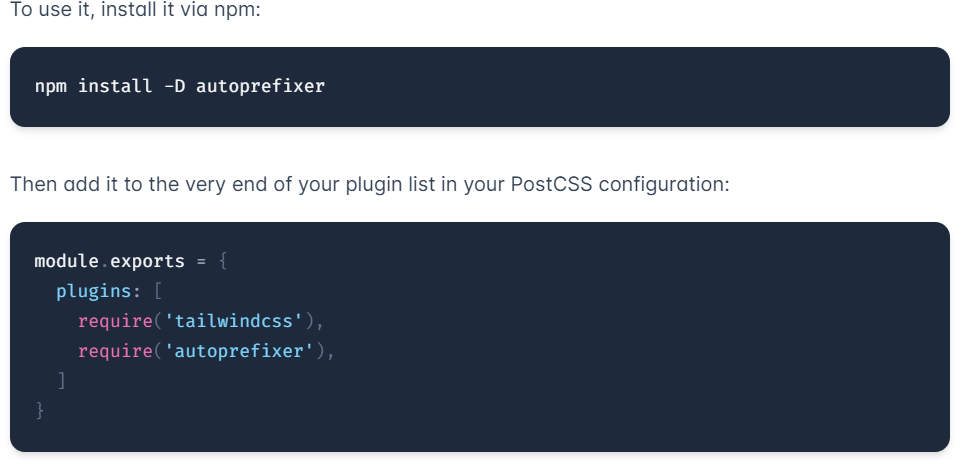 To use it, install it via npm:
npm install -D autoprefixer
Then add it to the very end of your plugin list in your PostCSS configuration:
module.exports = {
  plugins: [
    require('tailwindcss'),
    require('autoprefixer'),
  ]
}